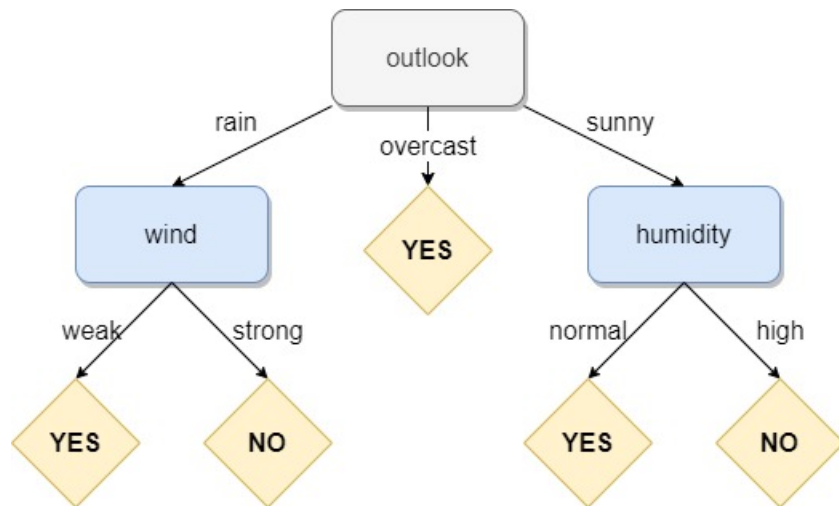 outlook
rain
overcast
sunny
wind
YES
humidity
weak
strong
normal
high
YES
NO
YES
NO